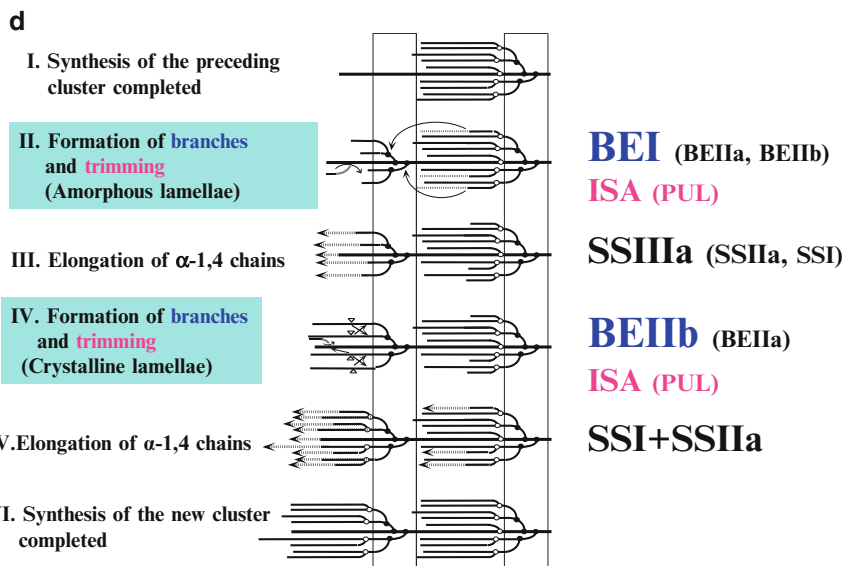 d
I. Synthesis of the preceding
cluster completed
II. Formation of branches
and trimming
(Amorphous lamellae)
BEI (BEIIa, BEIIb)
ISA (PUL)
III. Elongation of α-1,4 chains
SSIIIa (SSIIa, SSI)
IV. Formation of branches
and trimming
(Crystalline lamellae)
BEIIb (BEIIa)
ISA (PUL)
V.Elongation of α-1,4 chains
SSI+SSIIa
I. Synthesis of the new cluster
completed